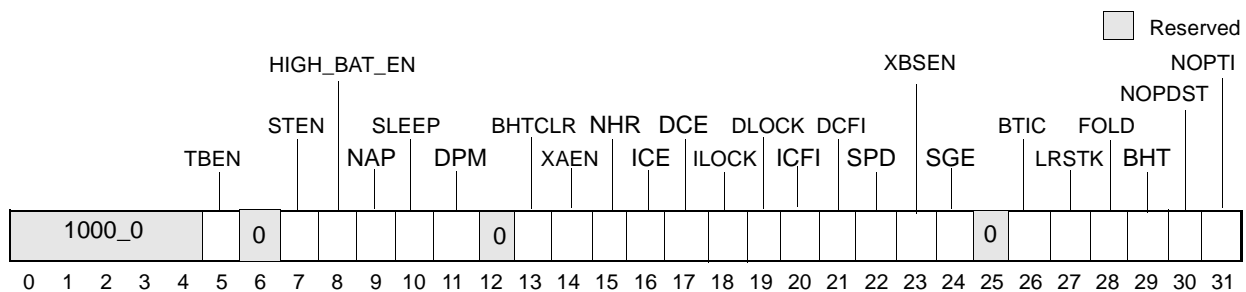 Reserved
HIGH_BAT_EN XBSEN NOPTI
NOPDST
STEN SLEEP BHTCLR NHR DCE DLOCK DCFI BTIC FOLD
TBEN NAP DPM XAEN ICE ILOCK ICFI SPD SGE LRSTK BHT
1000_0 0 0 0
0 1 2 3 4 5 6 7 8 9 10 11 12 13 14 15 16 17 18 19 20 21 22 23 24 25 26 27 28 29 30 31